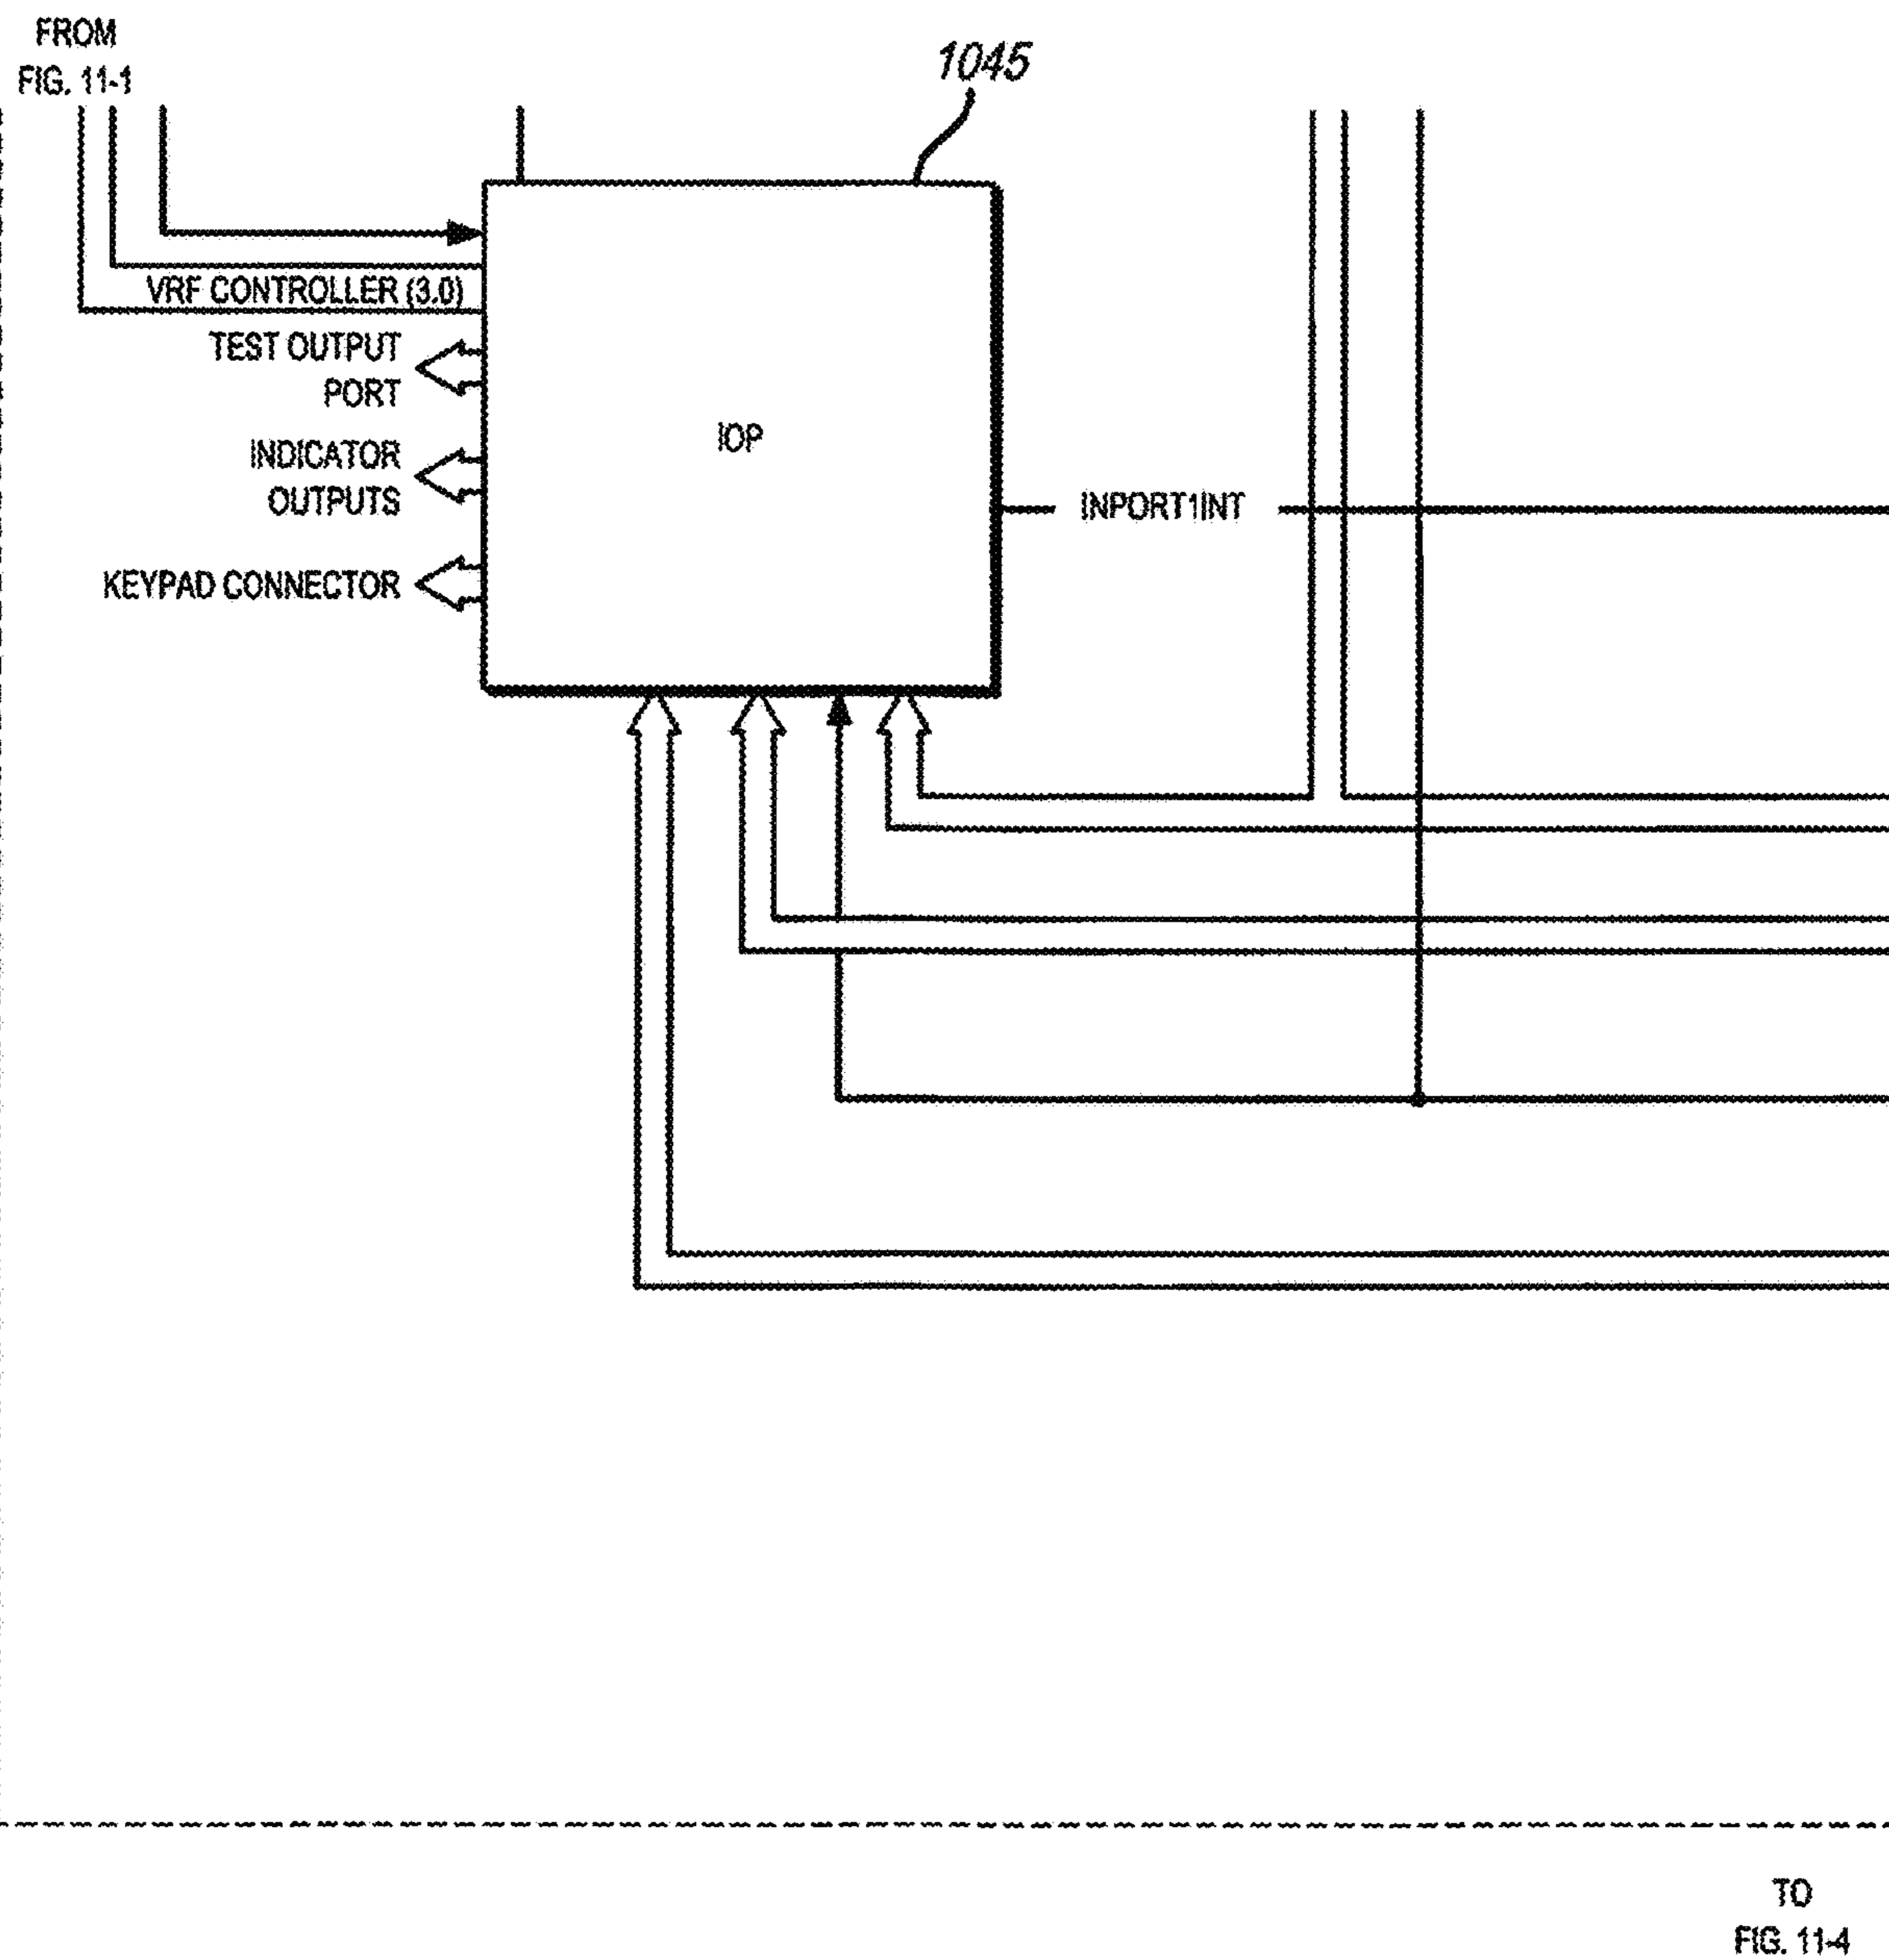 FROM
FIG. 11-1
1045
VRF CONTROLLER (3.0)
TEST OUTPUT
PORT
IOP
INDICATOR
OUTPUTS
INPORT1INT
KEYPAD CONNECTOR
TO
FIG. 11-4